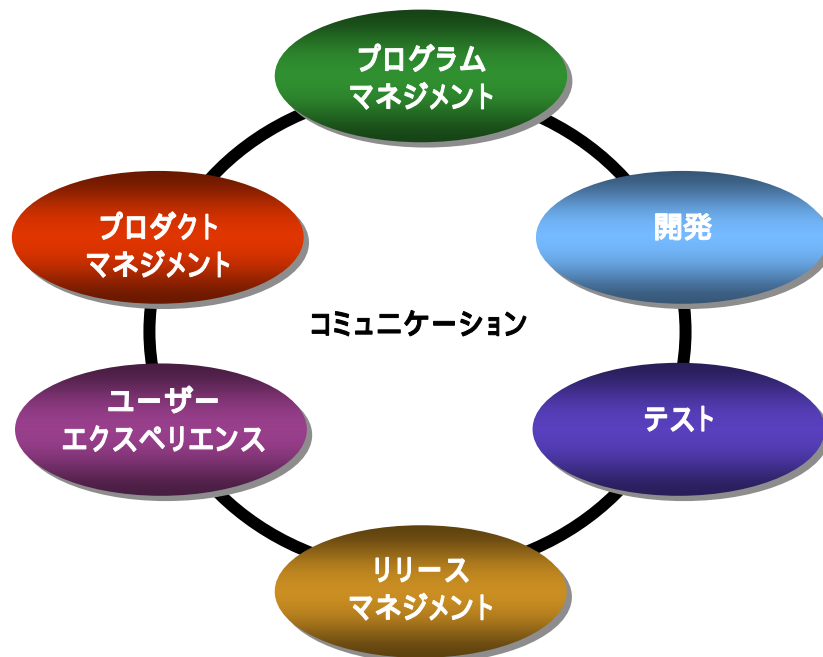 プログラム
マネジメント
プロダクト
マネジメント
開発
コミュニケーション
ユーザー
エクスペリエンス
テスト
リリース
マネジメント